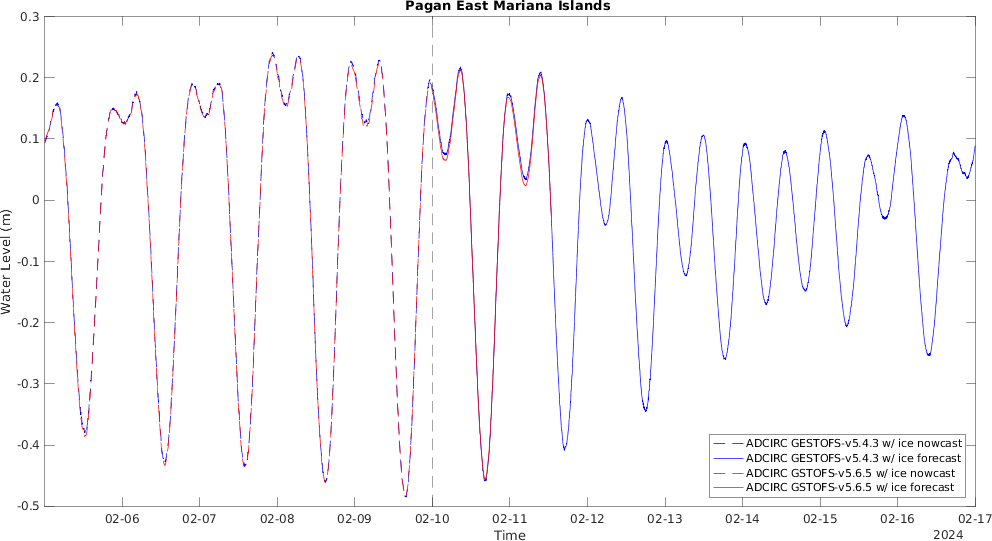 Pagan East Mariana Islands
0.3
0.2
0.1
0
-0.1
-0.2
-0.3
-0.4
-0.5
Water Level (m)
ADCIRC GESTOFS-v5.4.3 w/ ice nowcast
ADCIRC GESTOFS-v5.4.3 w/ ice forecast
ADCIRC GSTOFS-v5.6.5 w/ ice nowcast
ADCIRC GSTOFS-v5.6.5 w/ ice forecast
02-06 02-07 02-08 02-09 02-10 02-11 02-12 02-13 02-14 02-15 02-16 02-17
Time
2024